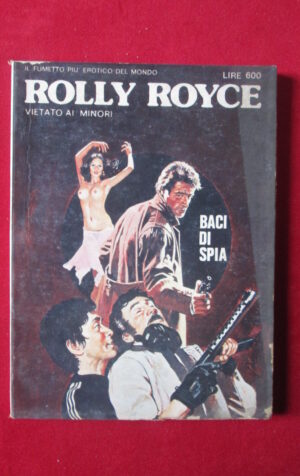 IL FUMETTO PIU' EROTICO DEL MONDO
LIRE 600
ROLLY ROYCE
VIETATO AI MINORI
BACI
DI
SPIA